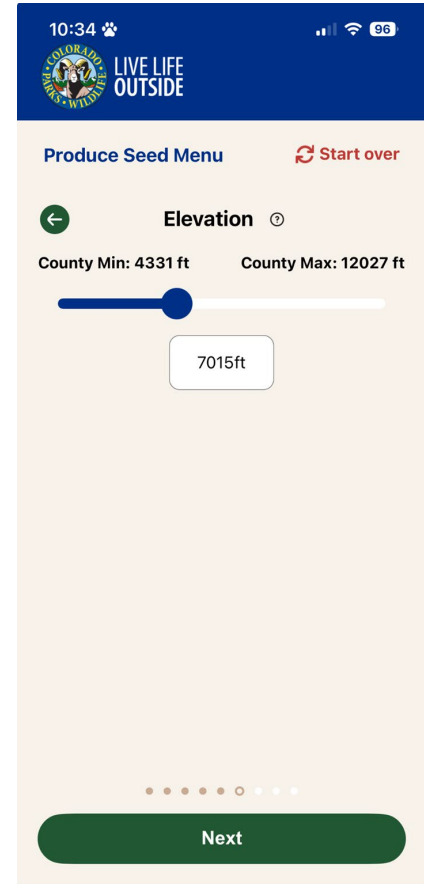 10:34
96
COLORADO
PARKS • WILDLIFE
LIVE LIFE
OUTSIDE
Produce Seed Menu
Start over
Elevation ?
County Min: 4331 ft
County Max: 12027 ft
7015ft
Next